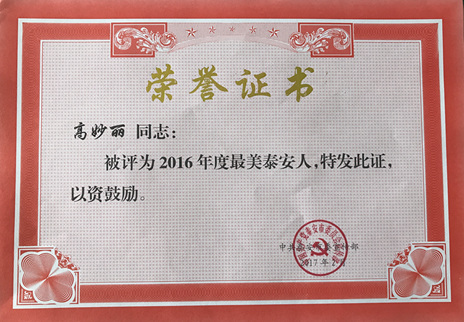 荣誉证书
高妙丽 同志：
被评为2016年度最美泰安人，特发此证，
以资鼓励。